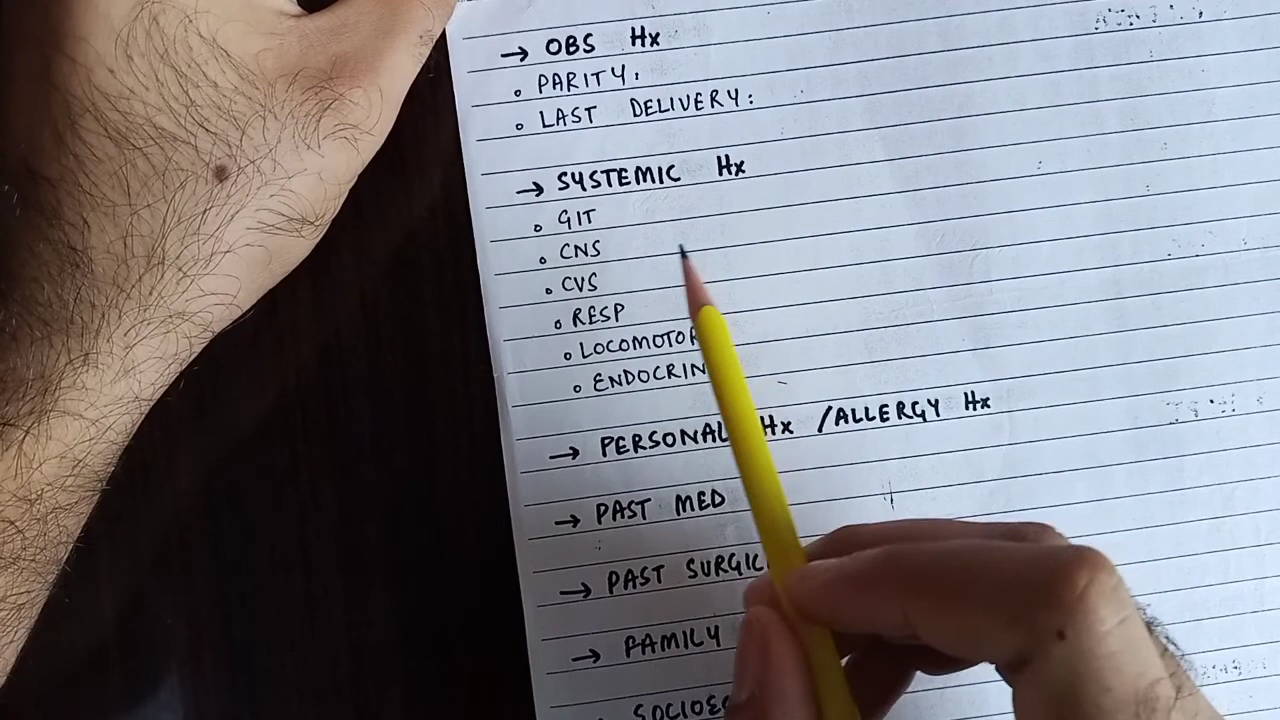 → OBS Hx
∘ PARITY:
∘ LAST DELIVERY:
→ SYSTEMIC Hx
∘ GIT
∘ CNS
∘ CVS
∘ RESP
∘ LOCOMOTOR
∘ ENDOCRIN
→ PERSONAL Hx /ALLERGY Hx
→ PAST MED
→ PAST SURGIC
→ FAMILY